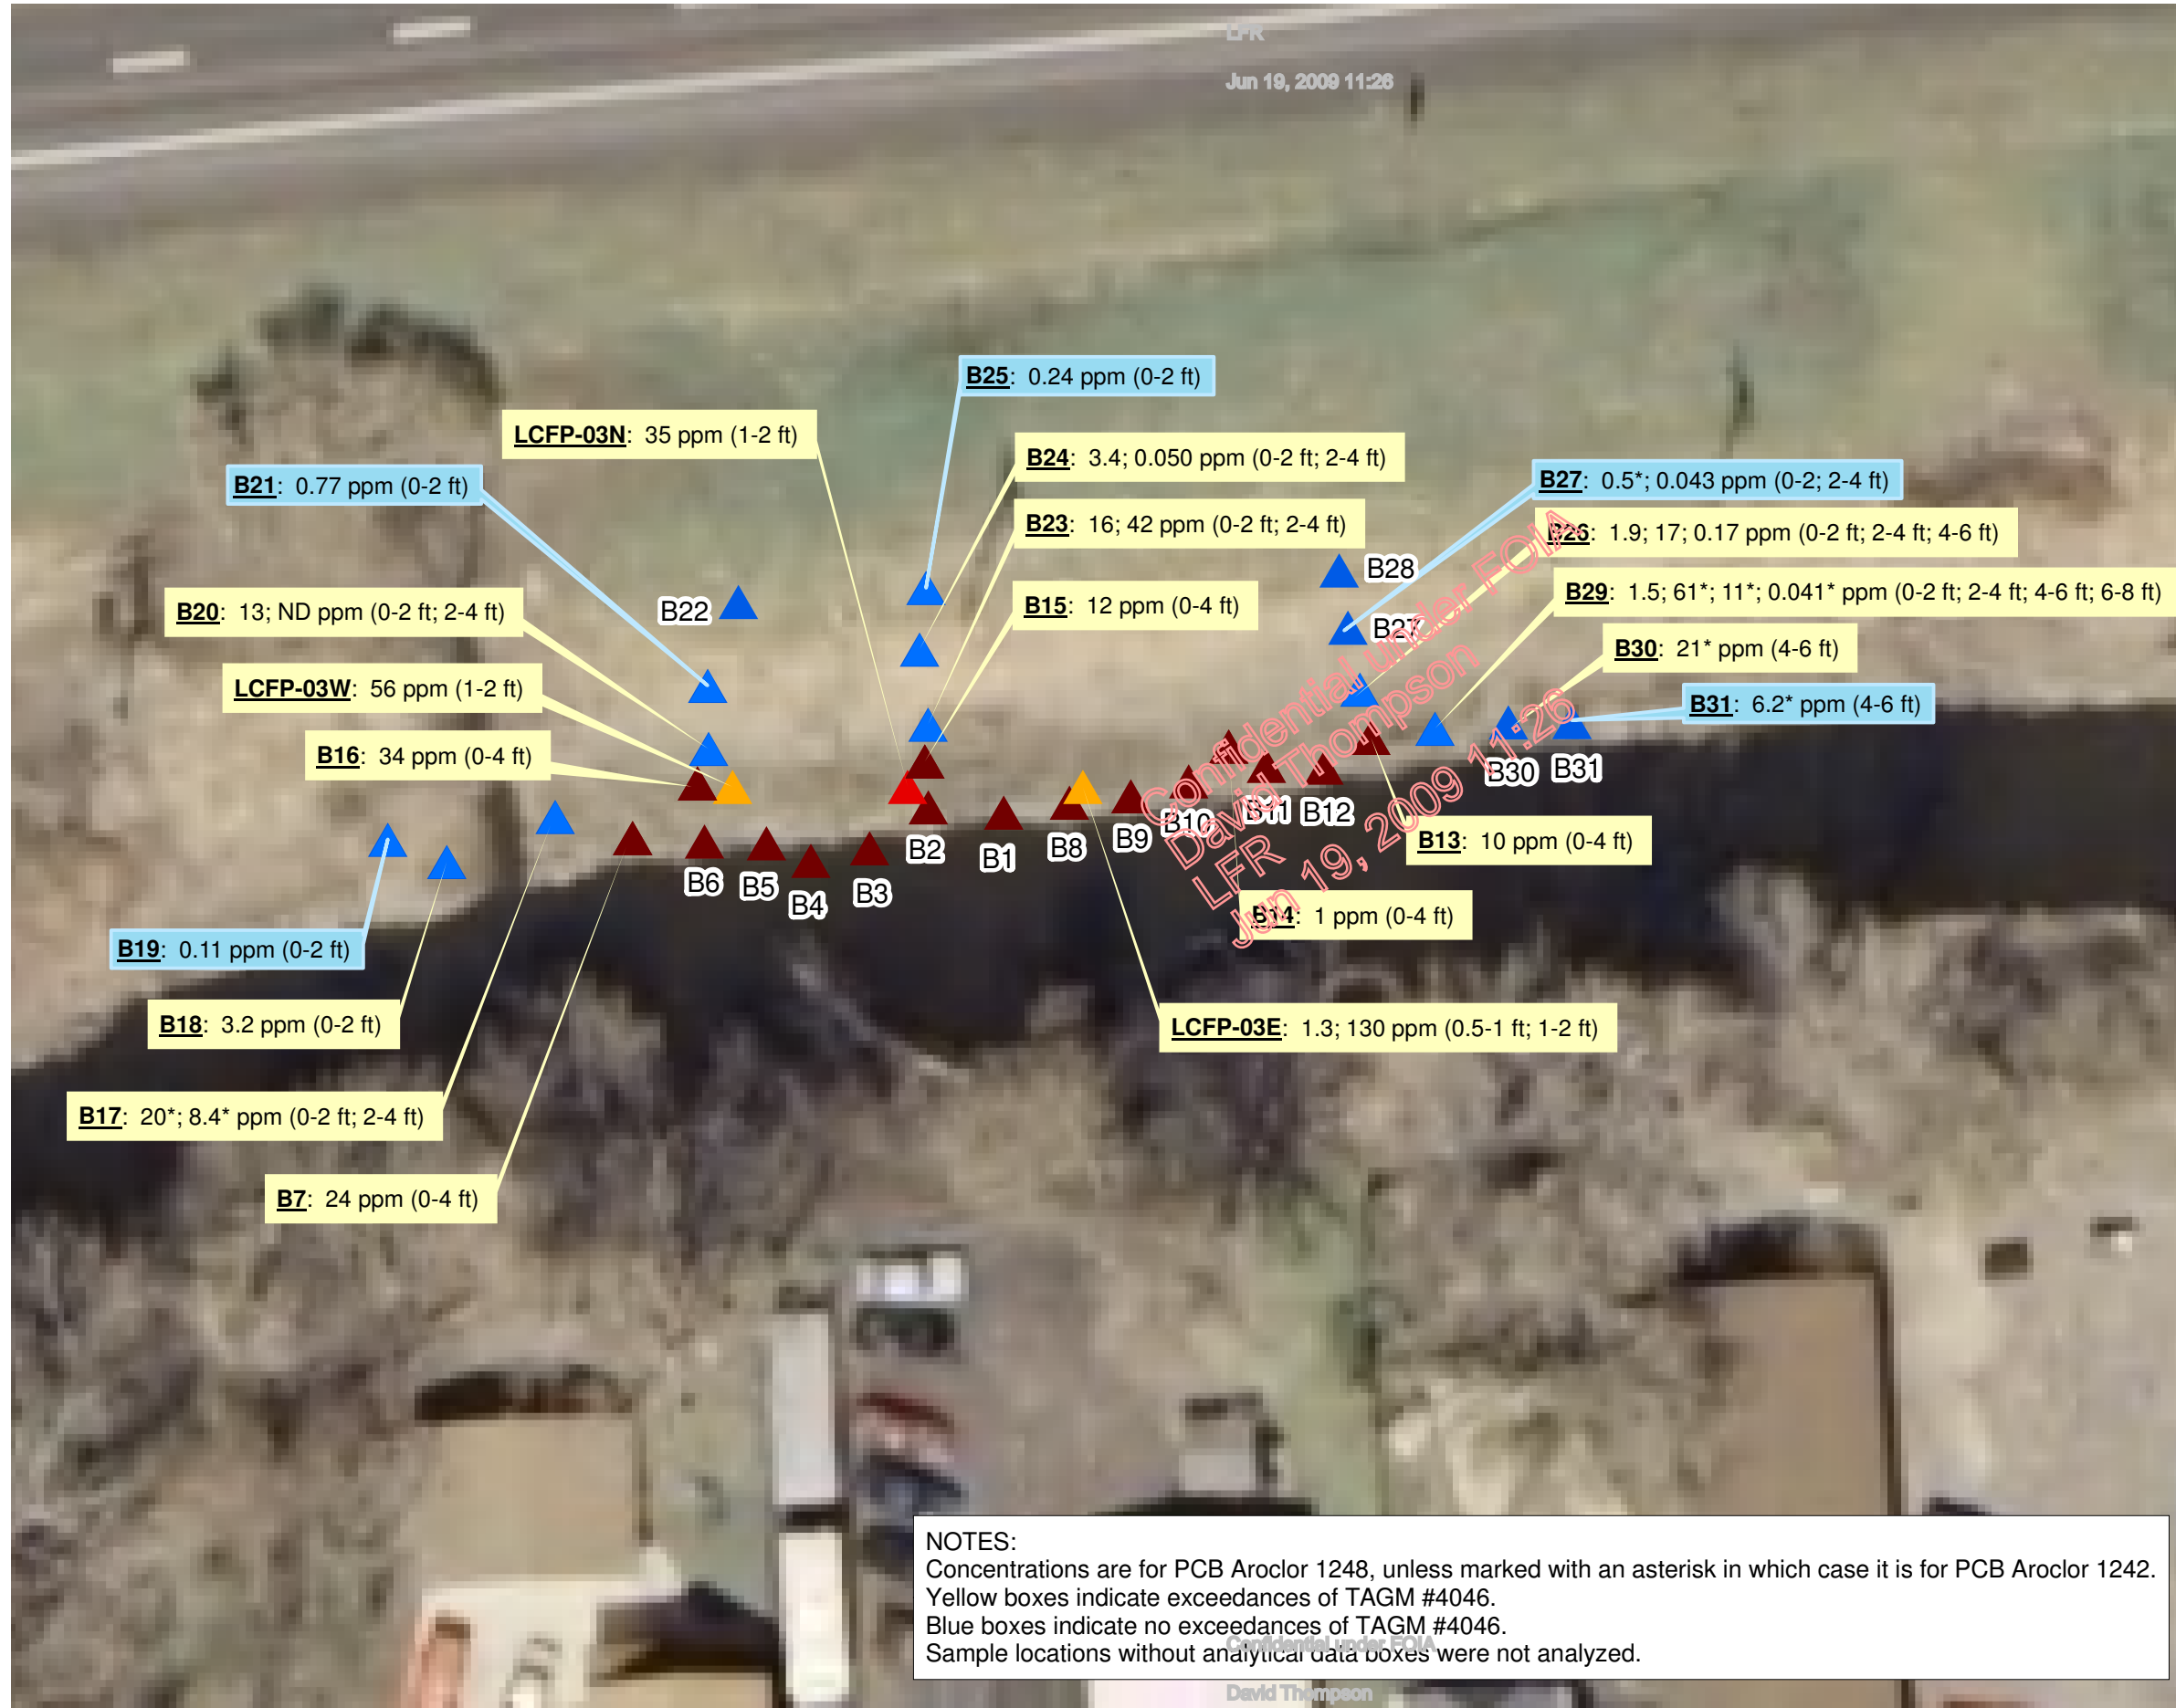 LFR
Jun 19, 2009 11:26
B25: 0.24 ppm (0-2 ft)
LCFP-03N: 35 ppm (1-2 ft)
B24: 3.4; 0.050 ppm (0-2 ft; 2-4 ft)
B21: 0.77 ppm (0-2 ft)
B27: 0.5*; 0.043 ppm (0-2; 2-4 ft)
B23: 16; 42 ppm (0-2 ft; 2-4 ft)
B26: 1.9; 17; 0.17 ppm (0-2 ft; 2-4 ft; 4-6 ft)
B28
B29: 1.5; 61*; 11*; 0.041* ppm (0-2 ft; 2-4 ft; 4-6 ft; 6-8 ft)
B20: 13; ND ppm (0-2 ft; 2-4 ft)
B22
B15: 12 ppm (0-4 ft)
B27
B30: 21* ppm (4-6 ft)
LCFP-03W: 56 ppm (1-2 ft)
B31: 6.2* ppm (4-6 ft)
B16: 34 ppm (0-4 ft)
B30
B31
Confidential under FOIA
David Thompson
LFR
Jun 19, 2009 11:26
B6
B5
B4
B3
B2
B1
B8
B9
B10
B11
B12
B13: 10 ppm (0-4 ft)
B14: 1 ppm (0-4 ft)
B19: 0.11 ppm (0-2 ft)
B18: 3.2 ppm (0-2 ft)
LCFP-03E: 1.3; 130 ppm (0.5-1 ft; 1-2 ft)
B17: 20*; 8.4* ppm (0-2 ft; 2-4 ft)
B7: 24 ppm (0-4 ft)
NOTES:
Concentrations are for PCB Aroclor 1248, unless marked with an asterisk in which case it is for PCB Aroclor 1242.
Yellow boxes indicate exceedances of TAGM #4046.
Blue boxes indicate no exceedances of TAGM #4046.
Sample locations without analytical data boxes were not analyzed.
Confidential under FOIA
David Thompson